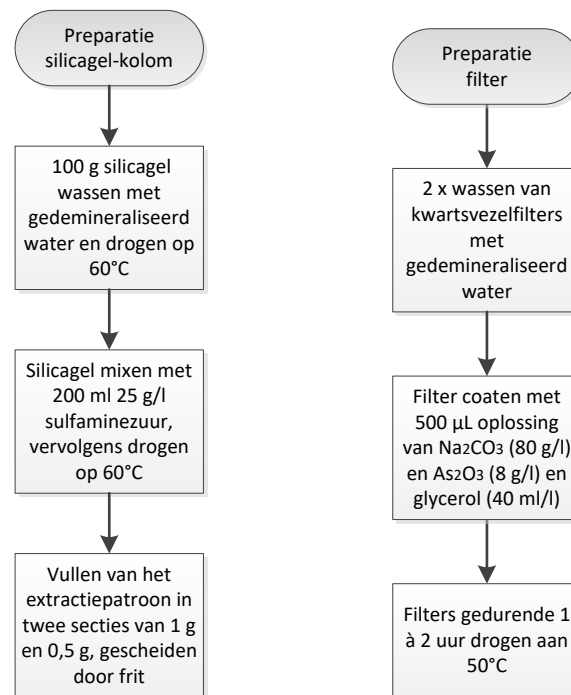 Preparatie
silicagel-kolom
100 g silicagel
wassen met
gedemineraliseerd
water en drogen op
60°C
Silicagel mixen met
200 ml 25 g/l
sulfaminezuur,
vervolgens drogen
op 60°C
Vullen van het
extractiepatroon in
twee secties van 1 g
en 0,5 g, gescheiden
door frit
Preparatie
filter
2 x wassen van
kwartsvezelfilters
met
gedemineraliseerd
water
Filter coaten met
500 µL oplossing
van Na2CO3 (80 g/l)
en As2O3 (8 g/l) en
glycerol (40 ml/l)
Filters gedurende 1
à 2 uur drogen aan
50°C